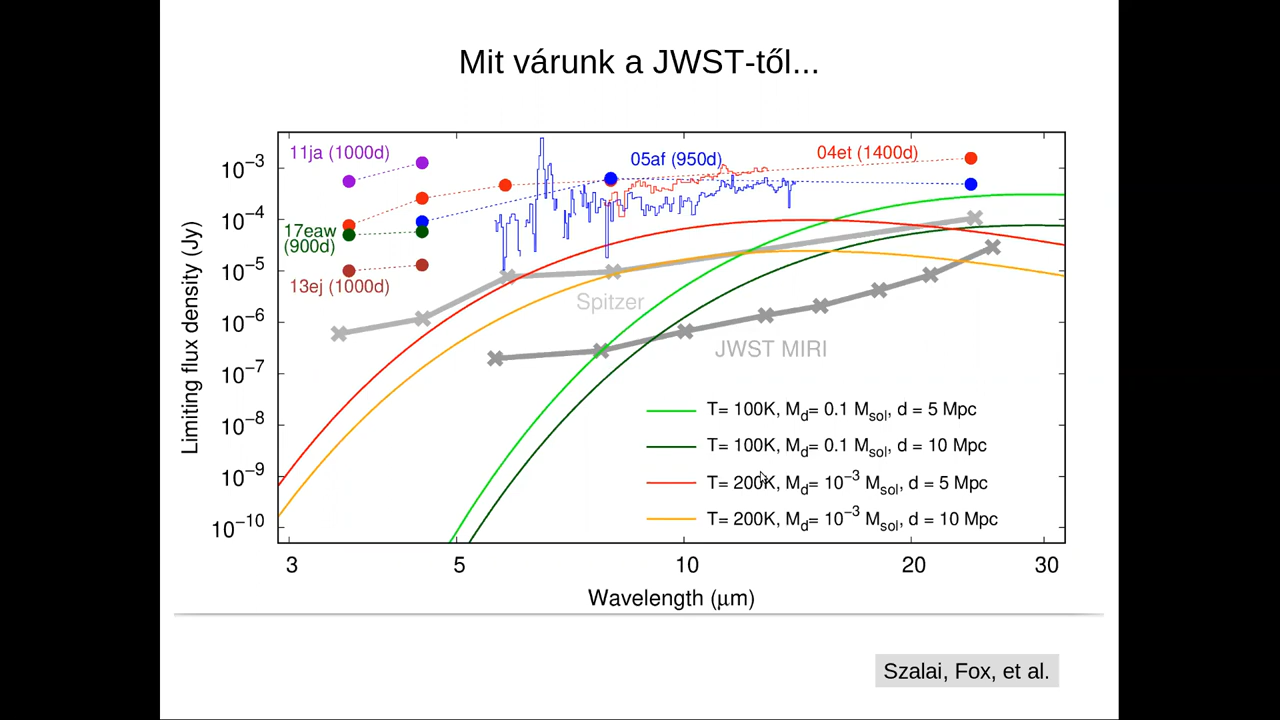 Mit várunk a JWST-től...
Limiting flux density (Jy)
10⁻³
10⁻⁴
10⁻⁵
10⁻⁶
10⁻⁷
10⁻⁸
10⁻⁹
10⁻¹⁰
11ja (1000d)
05af (950d)
04et (1400d)
17eaw
(900d)
13ej (1000d)
Spitzer
JWST MIRI
T= 100K, M_d= 0.1 M_sol, d = 5 Mpc
T= 100K, M_d= 0.1 M_sol, d = 10 Mpc
T= 200K, M_d= 10⁻³ M_sol, d = 5 Mpc
T= 200K, M_d= 10⁻³ M_sol, d = 10 Mpc
3 5 10 20 30
Wavelength (μm)
Szalai, Fox, et al.